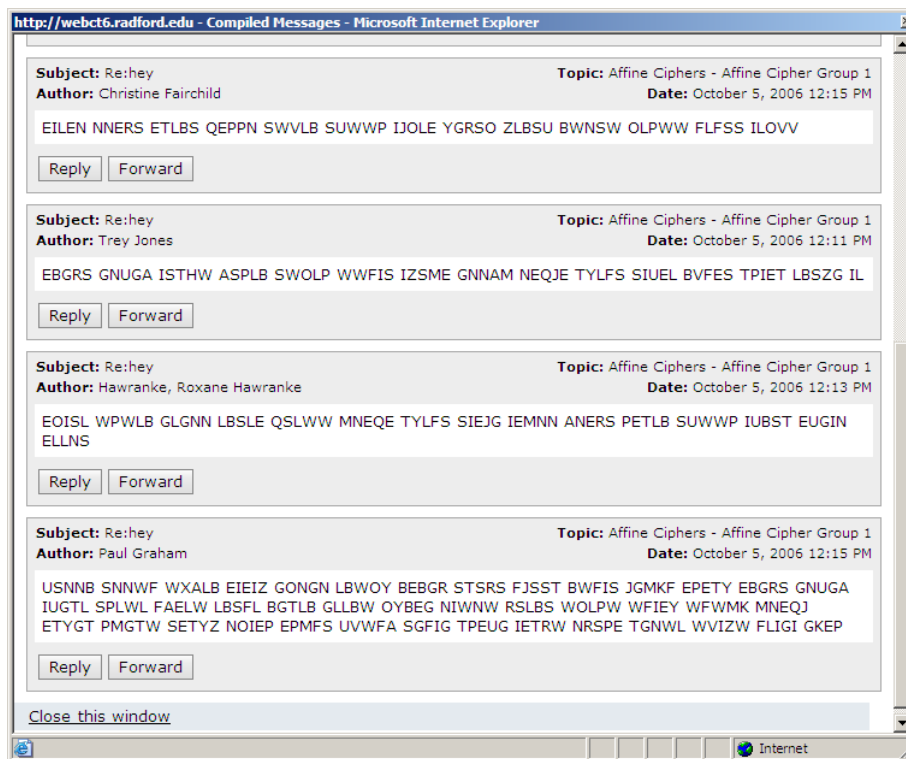 http://webct6.radford.edu - Compiled Messages - Microsoft Internet Explorer
Subject: Re:hey Topic: Affine Ciphers - Affine Cipher Group 1
Author: Christine Fairchild Date: October 5, 2006 12:15 PM
EILEN NNERS ETLBS QEPPN SWVLB SUWWP IJOLE YGRSO ZLBSU BWNSW OLPWW FLFSS ILOVV
Reply Forward
Subject: Re:hey Topic: Affine Ciphers - Affine Cipher Group 1
Author: Trey Jones Date: October 5, 2006 12:11 PM
EBGRS GNUGA ISTHW ASPLB SWOLP WWFIS IZSME GNNAM NEQJE TYLFS SIUEL BVFES TPIET LBSZG IL
Reply Forward
Subject: Re:hey Topic: Affine Ciphers - Affine Cipher Group 1
Author: Hawranke, Roxane Hawranke Date: October 5, 2006 12:13 PM
EOISL WPWLB GLGNN LBSLE QSLWW MNEQE TYLFS SIEJG IEMNN ANERS PETLB SUWWP IUBST EUGIN
ELLNS
Reply Forward
Subject: Re:hey Topic: Affine Ciphers - Affine Cipher Group 1
Author: Paul Graham Date: October 5, 2006 12:15 PM
USNNB SNNWF WXALB EIEIZ GONGN LBWOY BEBGR STSRS FJSST BWFIS JGMKF EPETY EBGRS GNUGA
IUGTL SPLWL FAELW LBSFL BGTLB GLLBW OYBEG NIWNW RSLBS WOLPW WFIEY WFWMK MNEQJ
ETYGT PMGTW SETYZ NOIEP EPMFS UVWFA SGFIG TPEUG IETRW NRSPE TGNWL WVIZW FLIGI GKEP
Reply Forward
Close this window
Internet